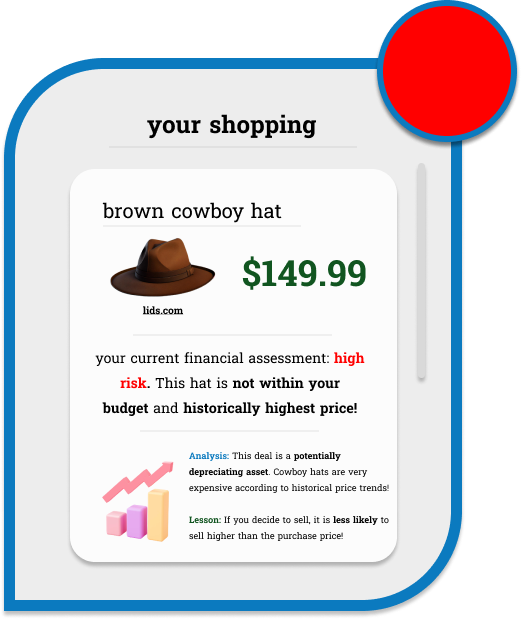 your shopping
brown cowboy hat
$149.99
lids.com
your current financial assessment: high
risk. This hat is not within your
budget and historically highest price!
Analysis: This deal is a potentially
depreciating asset. Cowboy hats are very
expensive according to historical price trends!
Lesson: If you decide to sell, it is less likely to
sell higher than the purchase price!